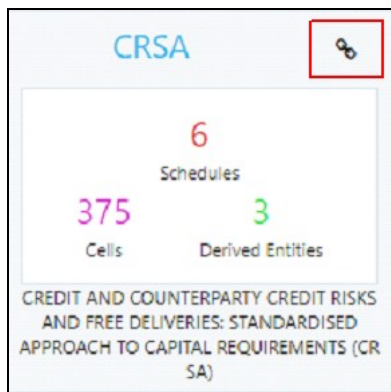 CRSA
6
Schedules
375
Cells
3
Derived Entities
CREDIT AND COUNTERPARTY CREDIT RISKS
AND FREE DELIVERIES: STANDARDISED
APPROACH TO CAPITAL REQUIREMENTS (CR
SA)